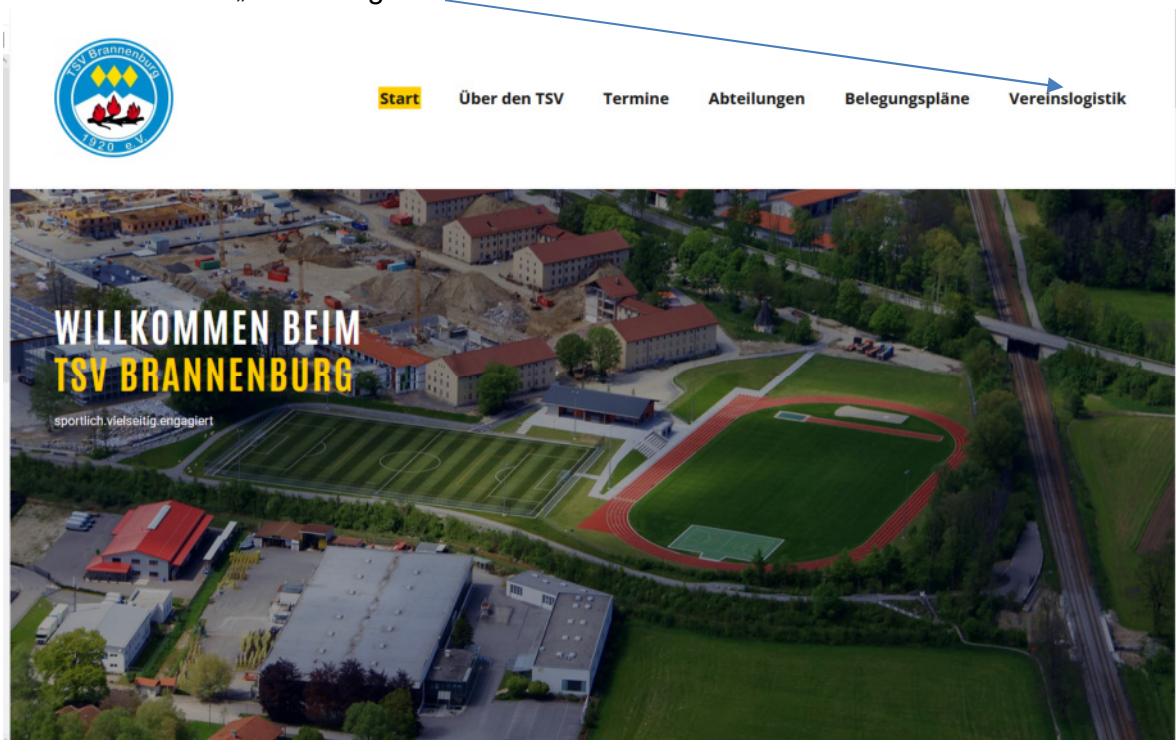 TSV Brannenburg
1920 e.V.
Start Über den TSV Termine Abteilungen Belegungspläne Vereinslogistik
WILLKOMMEN BEIM
TSV BRANNENBURG
sportlich.vielseitig.engagiert